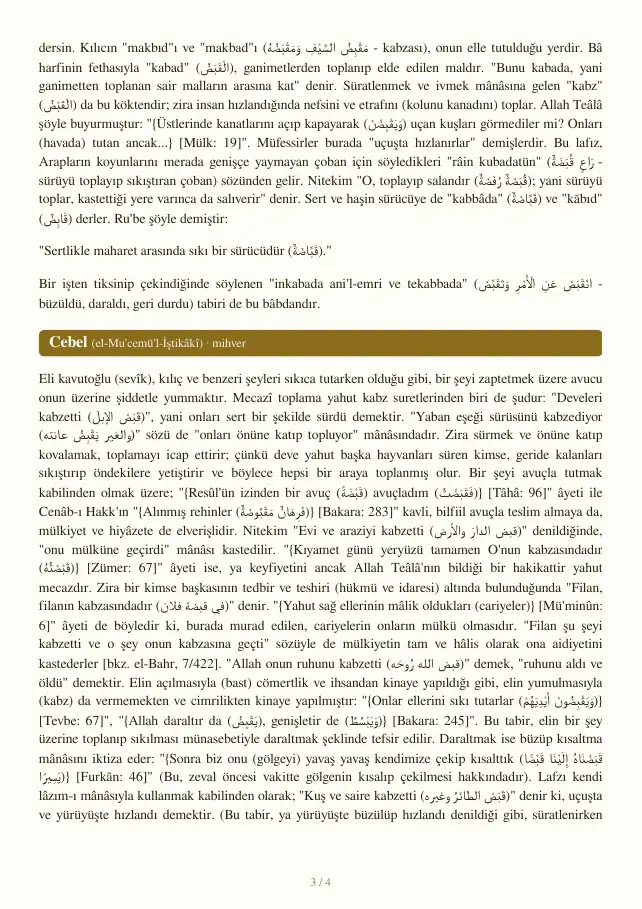 dersin. Kılıcın "makbıd"ı ve "makbad"ı (مَقْبِضُ السَّيْفِ وَمَقْبَضُهُ - kabzası), onun elle tutulduğu yerdir. Bâ
harfinin fethasıyla "kabad" (الْقَبَضُ), ganimetlerden toplanıp elde edilen maldır. "Bunu kabada, yani
ganimetten toplanan sair malların arasına kat" denir. Süratlenmek ve ivmek mânâsına gelen "kabz"
(الْقَبْضُ) da bu köktendir; zira insan hızlandığında nefsini ve etrafını (kolunu kanadını) toplar. Allah Teâlâ
şöyle buyurmuştur: "{Üstlerinde kanatlarını açıp kapayarak (وَيَقْبِضْنَ) uçan kuşları görmediler mi? Onları
(havada) tutan ancak...} [Mülk: 19]". Müfessirler burada "uçuşta hızlanırlar" demişlerdir. Bu lafız,
Arapların koyunlarını merada genişçe yaymayan çoban için söyledikleri "râin kubadatün" (رَاعٍ قُبَضَةٌ -
sürüyü toplayıp sıkıştıran çoban) sözünden gelir. Nitekim "O, toplayıp salandır (قُبَضَةٌ رُفَضَةٌ); yani sürüyü
toplar, kastettiği yere varınca da salıverir" denir. Sert ve haşin sürücüye de "kabbâda" (قَبَّاضَةٌ) ve "kābıd"
(قَابِضٌ) derler. Ru'be şöyle demiştir:
"Sertlikle maharet arasında sıkı bir sürücüdür (قَبَّاضَةٌ)."
Bir işten tiksinip çekindiğinde söylenen "inkabada ani'l-emri ve tekabbada" (انْقَبَضَ عَنِ الْأَمْرِ وَتَقَبَّضَ -
büzüldü, daraldı, geri durdu) tabiri de bu bâbdandır.
Cebel (el-Mu'cemü'l-İştikâkî) · mihver
Eli kavutoğlu (sevîk), kılıç ve benzeri şeyleri sıkıca tutarken olduğu gibi, bir şeyi zaptetmek üzere avucu
onun üzerine şiddetle yummaktır. Mecazî toplama yahut kabz suretlerinden biri de şudur: "Develeri
kabzetti (قبَضَ الإبلَ)", yani onları sert bir şekilde sürdü demektir. "Yaban eşeği sürüsünü kabzediyor
(والعَير يَقْبِضُ عانته)" sözü de "onları önüne katıp topluyor" mânâsındadır. Zira sürmek ve önüne katıp
kovalamak, toplamayı icap ettirir; çünkü deve yahut başka hayvanları süren kimse, geride kalanları
sıkıştırıp öndekilere yetiştirir ve böylece hepsi bir araya toplanmış olur. Bir şeyi avuçla tutmak
kabilinden olmak üzere; "{Resûl'ün izinden bir avuç (قَبْضَةً) avuçladım (فَقَبَضْتُ)} [Tâhâ: 96]" âyeti ile
Cenâb-ı Hakk'ın "{Alınmış rehinler (فَرِهَانٌ مَقْبُوضَةٌ)} [Bakara: 283]" kavli, bilfiil avuçla teslim almaya da,
mülkiyet ve hiyâzete de elverişlidir. Nitekim "Evi ve araziyi kabzetti (قبض الدارَ والأرضَ)" denildiğinde,
"onu mülküne geçirdi" mânâsı kastedilir. "{Kıyamet günü yeryüzü tamamen O'nun kabzasındadır
(قَبْضَتُهُ)} [Zümer: 67]" âyeti ise, ya keyfiyetini ancak Allah Teâlâ'nın bildiği bir hakikattir yahut
mecazdır. Zira bir kimse başkasının tedbir ve teshiri (hükmü ve idaresi) altında bulunduğunda "Filan,
filanın kabzasındadır (في قبضة فلان)" denir. "{Yahut sağ ellerinin mâlik oldukları (cariyeler)} [Mü'minûn:
6]" âyeti de böyledir ki, burada murad edilen, cariyelerin onların mülkü olmasıdır. "Filan şu şeyi
kabzetti ve o şey onun kabzasına geçti" sözüyle de mülkiyetin tam ve hâlis olarak ona aidiyetini
kastederler [bkz. el-Bahr, 7/422]. "Allah onun ruhunu kabzetti (قبض الله رُوحَه)" demek, "ruhunu aldı ve
öldü" demektir. Elin açılmasıyla (bast) cömertlik ve ihsandan kinaye yapıldığı gibi, elin yumulmasıyla
(kabz) da vermemekten ve cimrilikten kinaye yapılmıştır: "{Onlar ellerini sıkı tutarlar (وَيَقْبِضُونَ أَيْدِيَهُمْ)}
[Tevbe: 67]", "{Allah daraltır da (يَقْبِضُ), genişletir de (وَيَبْسُطُ)} [Bakara: 245]". Bu tabir, elin bir şey
üzerine toplanıp sıkılması münasebetiyle daraltmak şeklinde tefsir edilir. Daraltmak ise büzüp kısaltma
mânâsını iktiza eder: "{Sonra biz onu (gölgeyi) yavaş yavaş kendimize çekip kısalttık (قَبَضْنَاهُ إِلَيْنَا قَبْضًا
يَسِيرًا)} [Furkān: 46]" (Bu, zeval öncesi vakitte gölgenin kısalıp çekilmesi hakkındadır). Lafzı kendi
lâzım-ı mânâsıyla kullanmak kabilinden olarak; "Kuş ve saire kabzetti (قَبَضَ الطائرُ وغيره)" denir ki, uçuşta
ve yürüyüşte hızlandı demektir. (Bu tabir, ya yürüyüşte büzülüp hızlandı denildiği gibi, süratlenirken
3 / 4